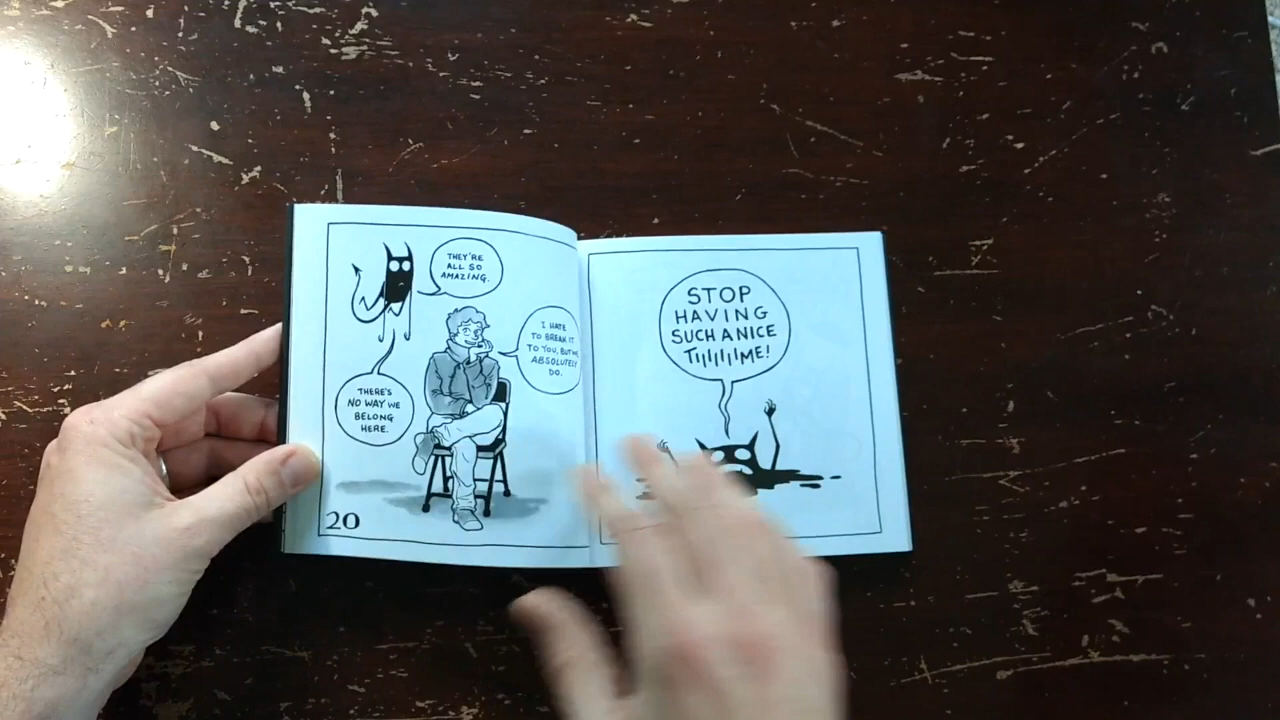 THEY'RE
ALL SO
AMAZING.
THERE'S
NO WAY WE
BELONG
HERE.
I HATE
TO BREAK IT
TO YOU, BUT WE
ABSOLUTELY
DO.
20
STOP
HAVING
SUCH A NICE
TIIIIIIIME!